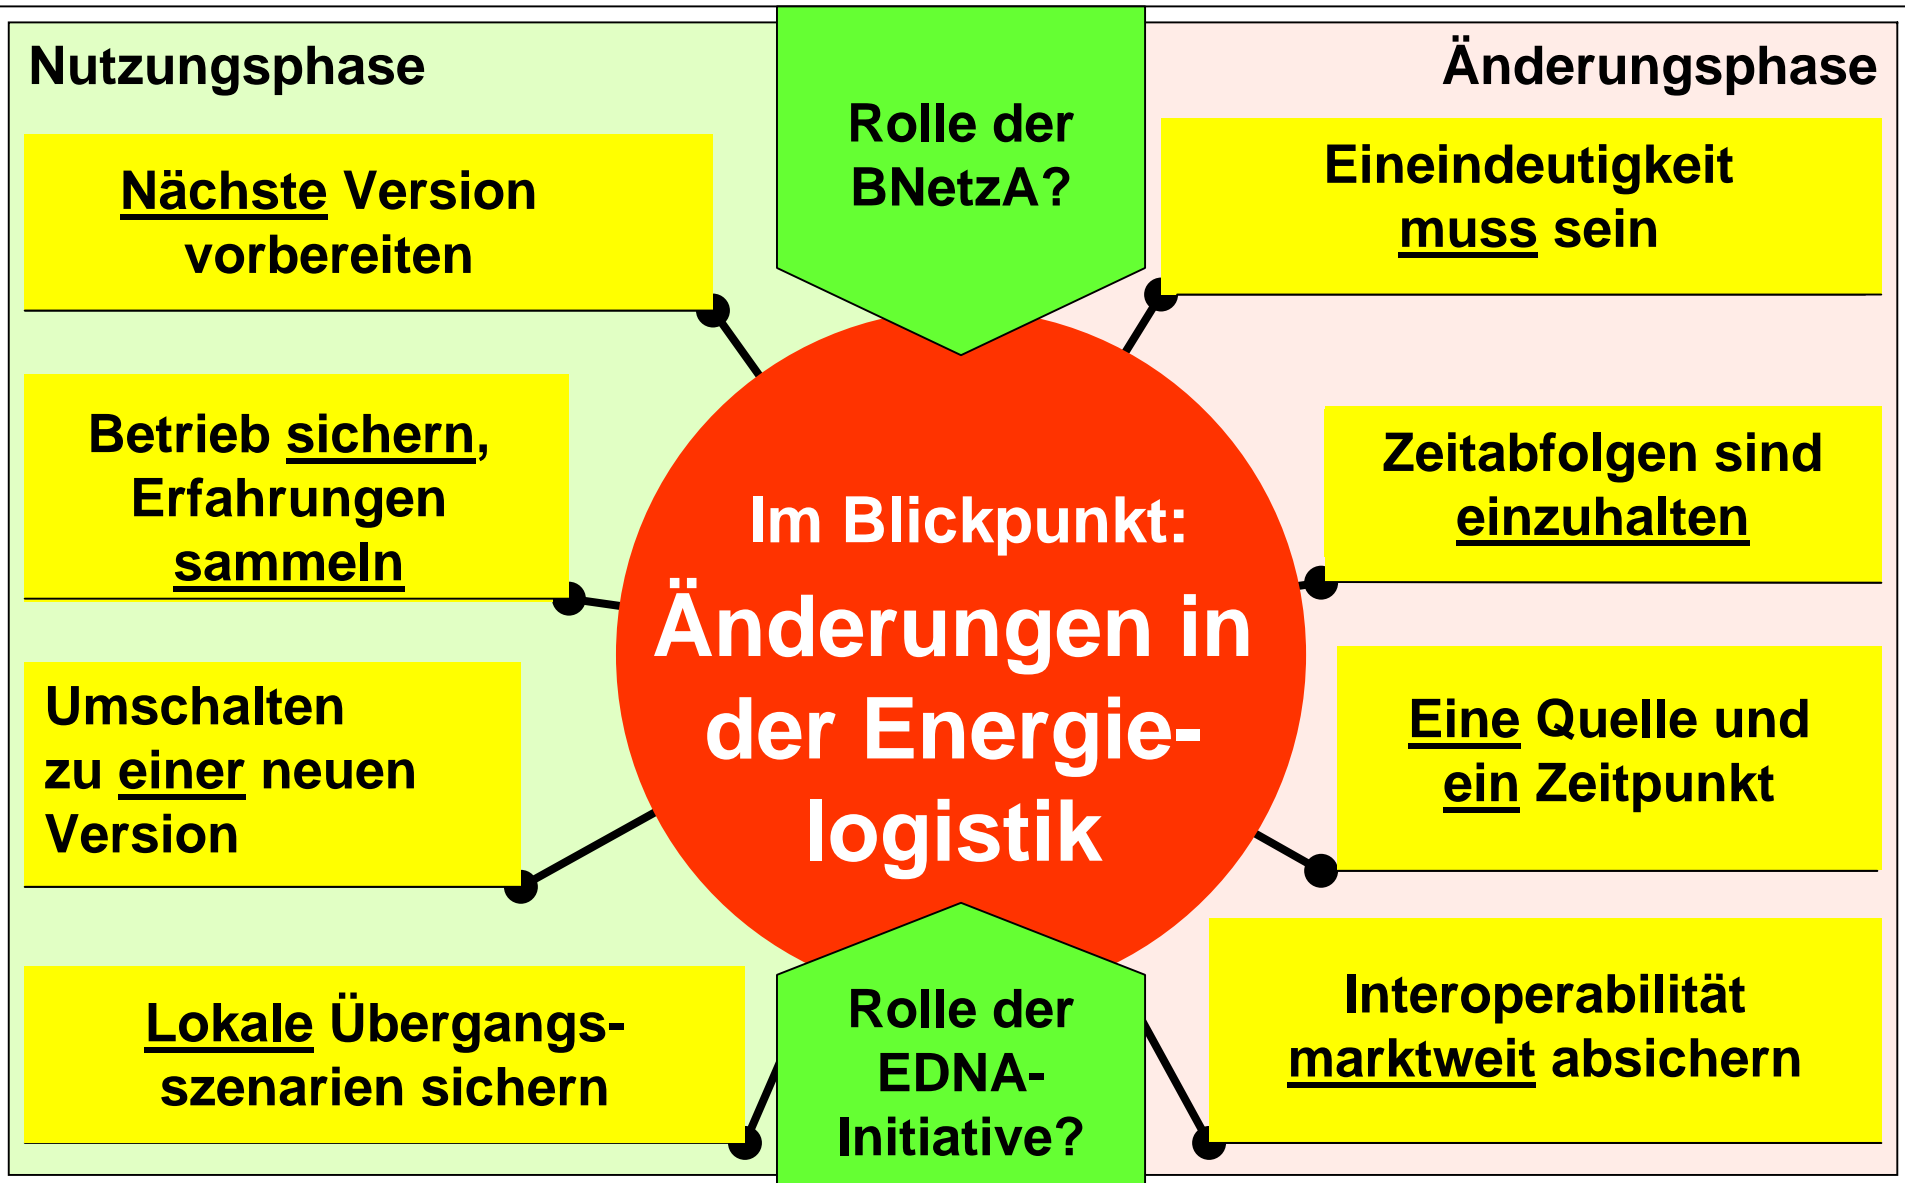 Nutzungsphase
Nächste Version
vorbereiten
Betrieb sichern,
Erfahrungen
sammeln
Umschalten
zu einer neuen
Version
Lokale Übergangs-
szenarien sichern
Rolle der
BNetzA?
Im Blickpunkt:
Änderungen in
der Energie-
logistik
Rolle der
EDNA-
Initiative?
Änderungsphase
Eineindeutigkeit
muss sein
Zeitabfolgen sind
einzuhalten
Eine Quelle und
ein Zeitpunkt
Interoperabilität
marktweit absichern